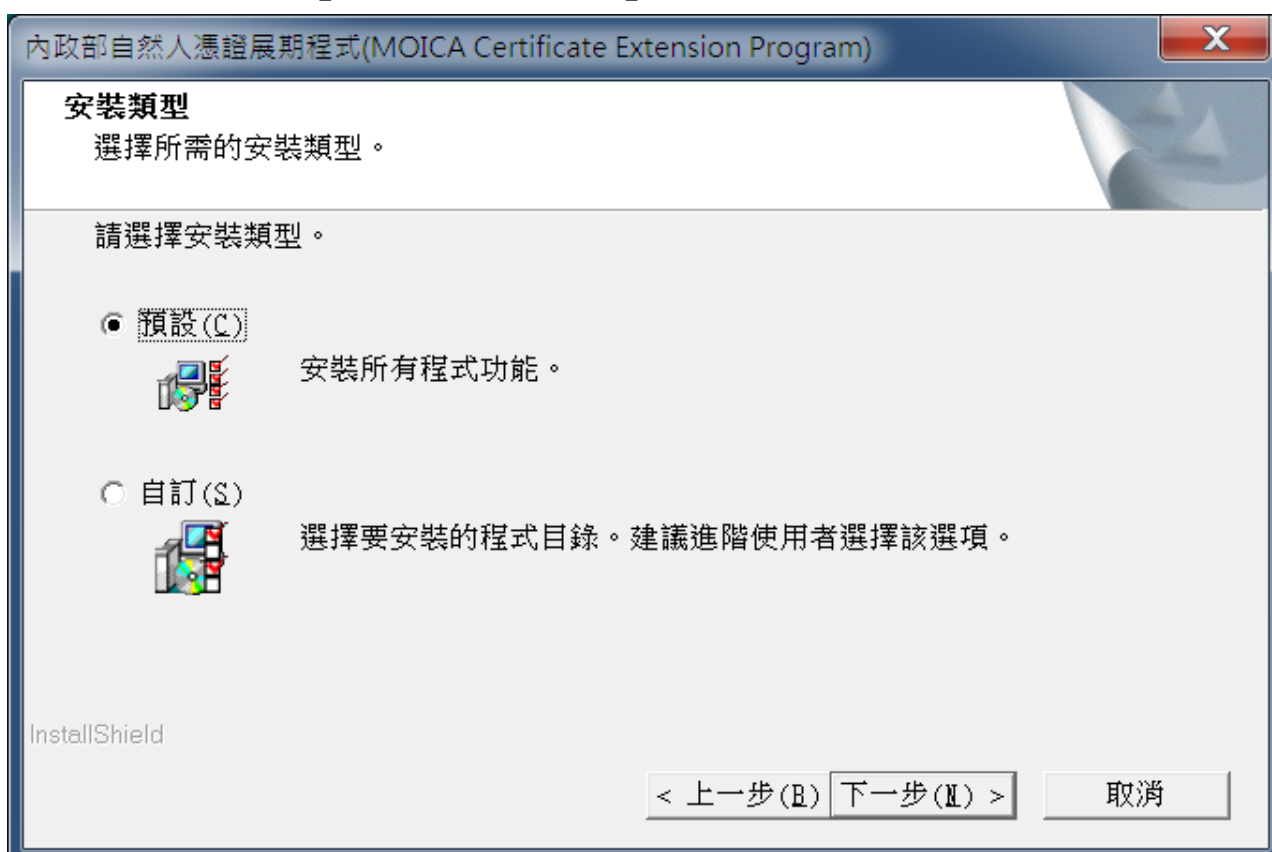 內政部自然人憑證展期程式(MOICA Certificate Extension Program)
安裝類型
選擇所需的安裝類型。
請選擇安裝類型。
預設(C)
安裝所有程式功能。
自訂(S)
選擇要安裝的程式目錄。建議進階使用者選擇該選項。
InstallShield
< 上一步(B) 下一步(N) > 取消